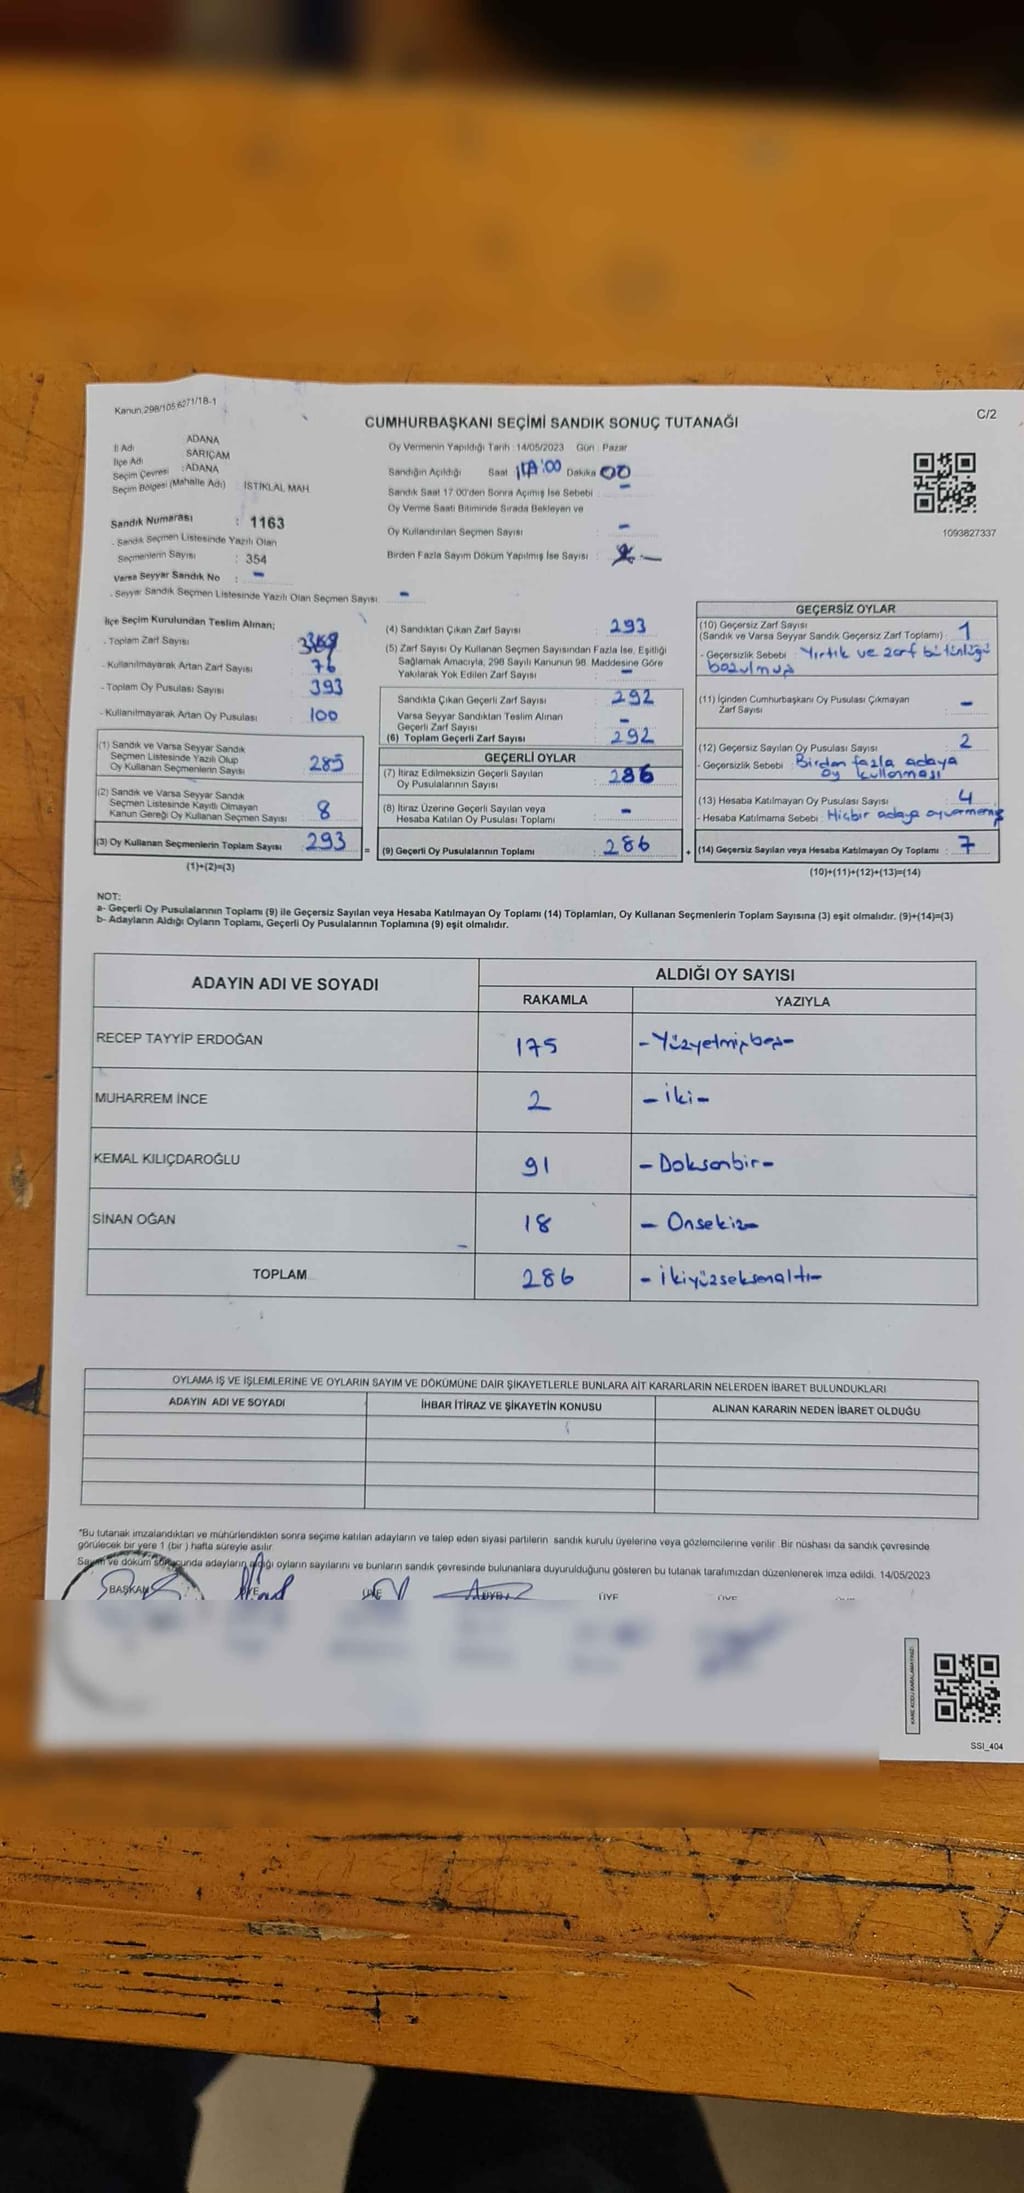 Kanun,298/105 6271/18-1
C/2
CUMHURBAŞKANI SEÇİMİ SANDIK SONUÇ TUTANAĞI
İl Adı ADANA
İlçe Adı SARIÇAM
Seçim Çevresi :ADANA
Seçim Bölgesi (Mahalle Adı) İSTİKLAL MAH.
Sandık Numarası : 1163
- Sandık Seçmen Listesinde Yazılı Olan
Seçmenlerin Sayısı : 354
Varsa Seyyar Sandık No : -
- Seyyar Sandık Seçmen Listesinde Yazılı Olan Seçmen Sayısı: -
Oy Vermenin Yapıldığı Tarih : 14/05/2023 Gün : Pazar
Sandığın Açıldığı Saat :00 Dakika 00
Sandık Saat 17:00'den Sonra Açılmış İse Sebebi : -
Oy Verme Saati Bitiminde Sırada Bekleyen ve
Oy Kullandırılan Seçmen Sayısı : -
Birden Fazla Sayım Döküm Yapılmış İse Sayısı : -
1093827337
İlçe Seçim Kurulundan Teslim Alınan;
- Toplam Zarf Sayısı
- Kullanılmayarak Artan Zarf Sayısı : 76
- Toplam Oy Pusulası Sayısı : 393
- Kullanılmayarak Artan Oy Pusulası : 100
(1) Sandık ve Varsa Seyyar Sandık
Seçmen Listesinde Yazılı Olup
Oy Kullanan Seçmenlerin Sayısı : 285
(2) Sandık ve Varsa Seyyar Sandık
Seçmen Listesinde Kayıtlı Olmayan
Kanun Gereği Oy Kullanan Seçmen Sayısı : 8
(3) Oy Kullanan Seçmenlerin Toplam Sayısı : 293 =
(1)+(2)=(3)
(4) Sandıktan Çıkan Zarf Sayısı : 293
(5) Zarf Sayısı Oy Kullanan Seçmen Sayısından Fazla İse, Eşitliği
Sağlamak Amacıyla, 298 Sayılı Kanunun 98. Maddesine Göre
Yakılarak Yok Edilen Zarf Sayısı : -
Sandıkta Çıkan Geçerli Zarf Sayısı : 292
Varsa Seyyar Sandıktan Teslim Alınan
Geçerli Zarf Sayısı : -
(6) Toplam Geçerli Zarf Sayısı : 292
GEÇERLİ OYLAR
(7) İtiraz Edilmeksizin Geçerli Sayılan
Oy Pusulalarının Sayısı : 286
(8) İtiraz Üzerine Geçerli Sayılan veya
Hesaba Katılan Oy Pusulası Toplamı : -
(9) Geçerli Oy Pusulalarının Toplamı : 286 +
GEÇERSİZ OYLAR
(10) Geçersiz Zarf Sayısı
(Sandık ve Varsa Seyyar Sandık Geçersiz Zarf Toplamı) : 1
- Geçersizlik Sebebi : Yırtık ve zarf bütünlüğü
bozulmuş
(11) İçinden Cumhurbaşkanı Oy Pusulası Çıkmayan
Zarf Sayısı : -
(12) Geçersiz Sayılan Oy Pusulası Sayısı : 2
- Geçersizlik Sebebi : Birden fazla adaya
oy kullanması
(13) Hesaba Katılmayan Oy Pusulası Sayısı : 4
- Hesaba Katılmama Sebebi : Hiçbir adaya oy vermemiş
(14) Geçersiz Sayılan veya Hesaba Katılmayan Oy Toplamı : 7
(10)+(11)+(12)+(13)=(14)
NOT:
a- Geçerli Oy Pusulalarının Toplamı (9) ile Geçersiz Sayılan veya Hesaba Katılmayan Oy Toplamı (14) Toplamları, Oy Kullanan Seçmenlerin Toplam Sayısına (3) eşit olmalıdır. (9)+(14)=(3)
b- Adayların Aldığı Oyların Toplamı, Geçerli Oy Pusulalarının Toplamına (9) eşit olmalıdır.
ADAYIN ADI VE SOYADI
ALDIĞI OY SAYISI
RAKAMLA YAZIYLA
RECEP TAYYİP ERDOĞAN 175 -Yüzyetmişbeş-
MUHARREM İNCE 2 -İki-
KEMAL KILIÇDAROĞLU 91 -Doksanbir-
SİNAN OĞAN 18 -Onsekiz-
TOPLAM 286 -İkiyüzseksenaltı-
OYLAMA İŞ VE İŞLEMLERİNE VE OYLARIN SAYIM VE DÖKÜMÜNE DAİR ŞİKAYETLERLE BUNLARA AİT KARARLARIN NELERDEN İBARET BULUNDUKLARI
ADAYIN ADI VE SOYADI İHBAR İTİRAZ VE ŞİKAYETİN KONUSU ALINAN KARARIN NEDEN İBARET OLDUĞU
*Bu tutanak imzalandıktan ve mühürlendikten sonra seçime katılan adayların ve talep eden siyasi partilerin sandık kurulu üyelerine veya gözlemcilerine verilir. Bir nüshası da sandık çevresinde
görülecek bir yere 1 (bir ) hafta süreyle asılır.
Sayım ve döküm sonucunda adayların aldığı oyların sayılarını ve bunların sandık çevresinde bulunanlara duyurulduğunu gösteren bu tutanak tarafımızdan düzenlenerek imza edildi. 14/05/2023
BAŞKAN ÜYE ÜYE ÜYE ÜYE ÜYE
SSI_404